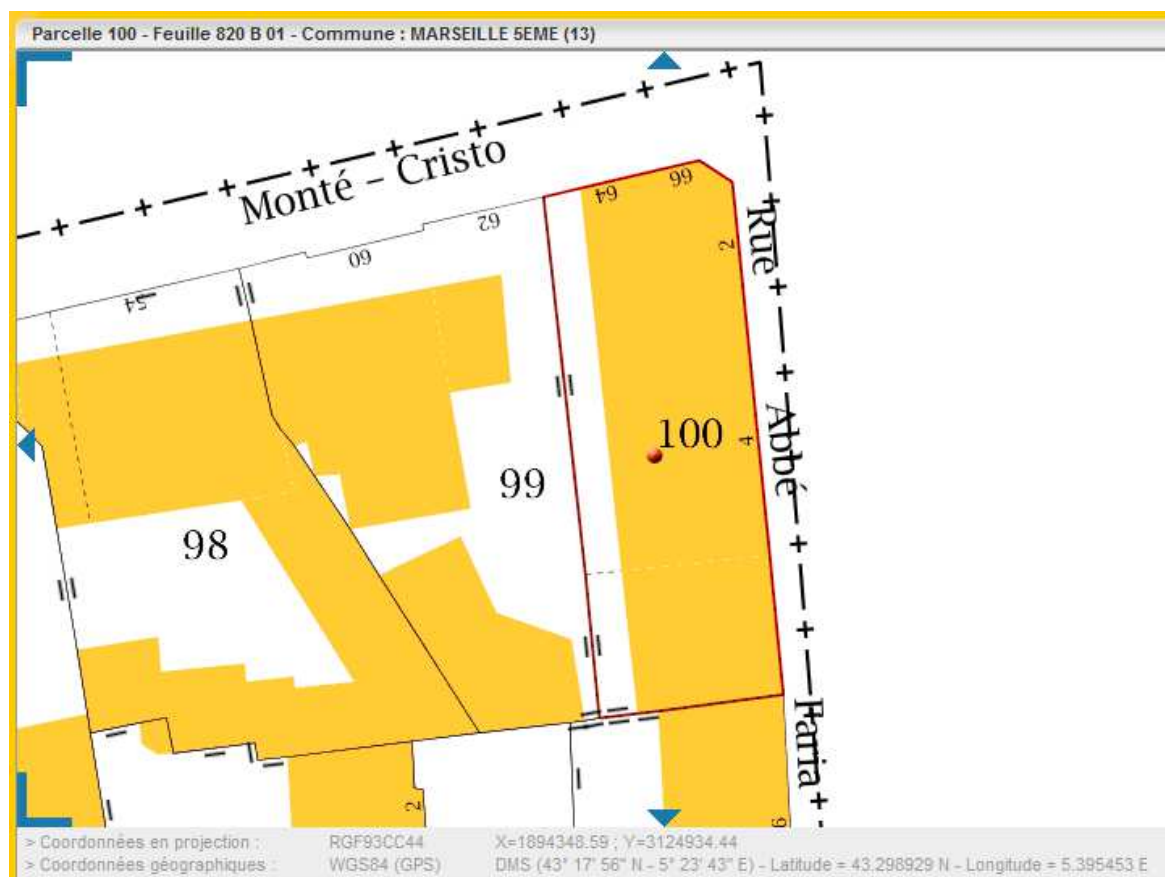 Parcelle 100 - Feuille 820 B 01 - Commune : MARSEILLE 5EME (13)
Monté - Cristo
66
64
62
60
54
Rue
2
Abbé
4
100
99
98
Faria
2
6
> Coordonnées en projection : RGF93CC44 X=1894348.59 ; Y=3124934.44
> Coordonnées géographiques : WGS84 (GPS) DMS (43° 17' 56" N - 5° 23' 43" E) - Latitude = 43.298929 N - Longitude = 5.395453 E